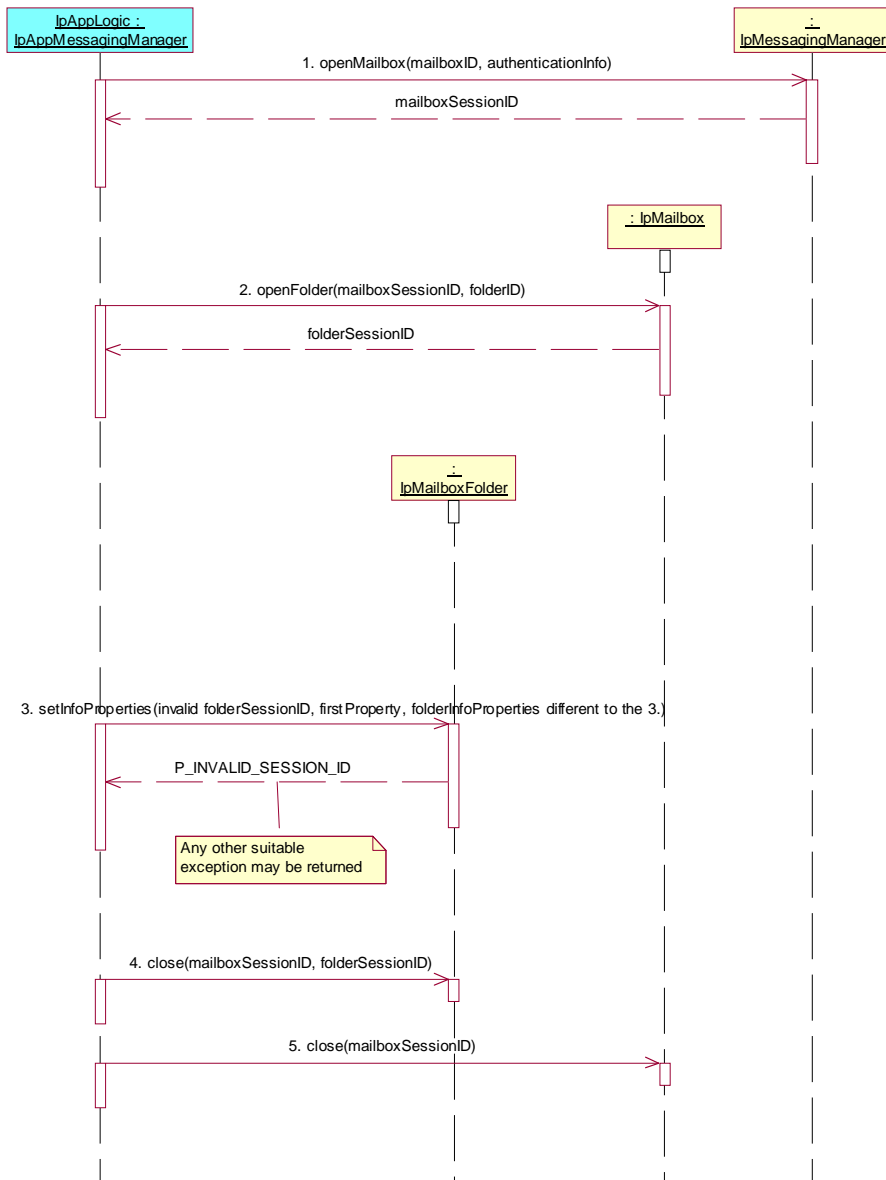 IpAppLogic :
IpAppMessagingManager
:
IpMessagingManager
1. openMailbox(mailboxID, authenticationInfo)
mailboxSessionID
: IpMailbox
2. openFolder(mailboxSessionID, folderID)
folderSessionID
:
IpMailboxFolder
3. setInfoProperties(invalid folderSessionID, firstProperty, folderInfoProperties different to the 3.)
P_INVALID_SESSION_ID
Any other suitable
exception may be returned
4. close(mailboxSessionID, folderSessionID)
5. close(mailboxSessionID)